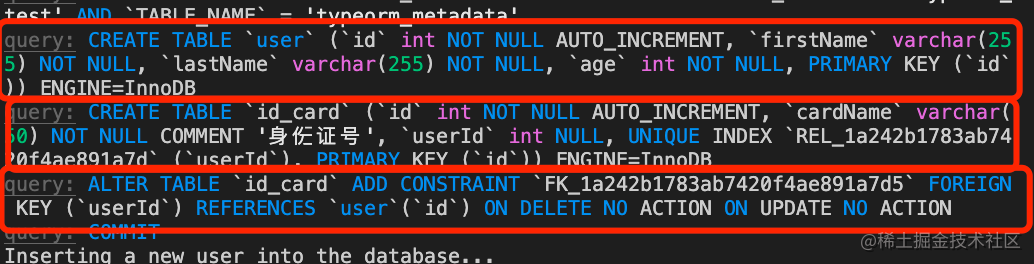 test' AND `TABLE_NAME` = 'typeorm_metadata'
query: CREATE TABLE `user` (`id` int NOT NULL AUTO_INCREMENT, `firstName` varchar(25
5) NOT NULL, `lastName` varchar(255) NOT NULL, `age` int NOT NULL, PRIMARY KEY (`id`
)) ENGINE=InnoDB
query: CREATE TABLE `id_card` (`id` int NOT NULL AUTO_INCREMENT, `cardName` varchar(
50) NOT NULL COMMENT '身份证号', `userId` int NULL, UNIQUE INDEX `REL_1a242b1783ab74
20f4ae891a7d` (`userId`), PRIMARY KEY (`id`)) ENGINE=InnoDB
query: ALTER TABLE `id_card` ADD CONSTRAINT `FK_1a242b1783ab7420f4ae891a7d5` FOREIGN
KEY (`userId`) REFERENCES `user`(`id`) ON DELETE NO ACTION ON UPDATE NO ACTION
query: COMMIT
Inserting a new user into the database...
@稀土掘金技术社区